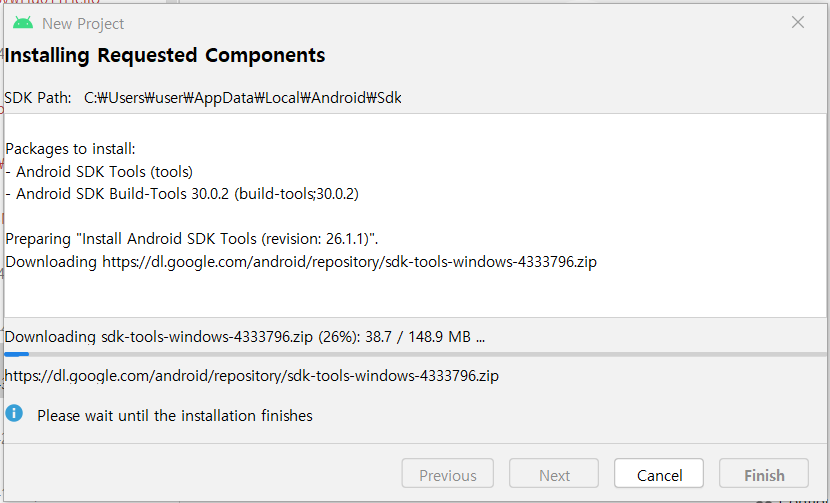 New Project
Installing Requested Components
SDK Path: C:₩Users₩user₩AppData₩Local₩Android₩Sdk
Packages to install:
- Android SDK Tools (tools)
- Android SDK Build-Tools 30.0.2 (build-tools;30.0.2)
Preparing "Install Android SDK Tools (revision: 26.1.1)".
Downloading https://dl.google.com/android/repository/sdk-tools-windows-4333796.zip
Downloading sdk-tools-windows-4333796.zip (26%): 38.7 / 148.9 MB ...
https://dl.google.com/android/repository/sdk-tools-windows-4333796.zip
Please wait until the installation finishes
Previous Next Cancel Finish